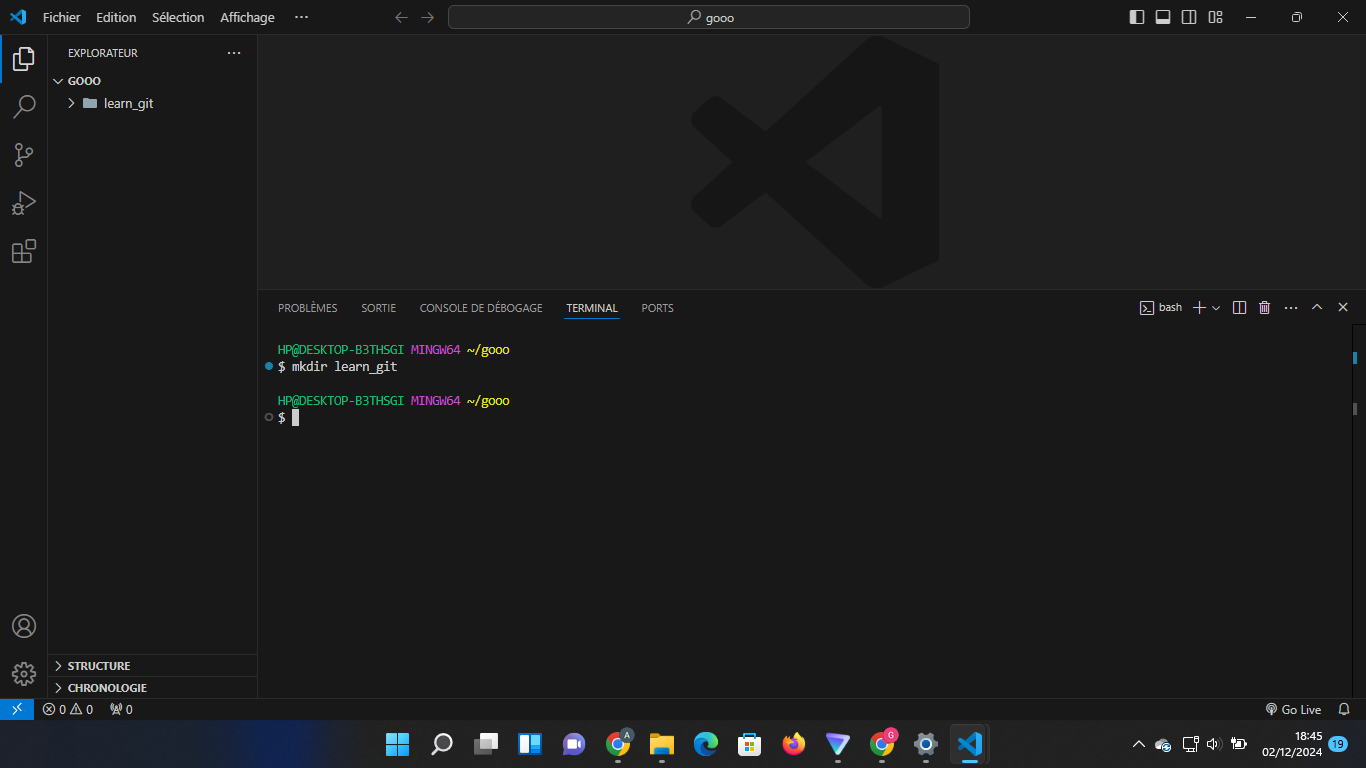 Fichier Edition Sélection Affichage ··· gooo
EXPLORATEUR ···
GOOO
learn_git
PROBLÈMES SORTIE CONSOLE DE DÉBOGAGE TERMINAL PORTS bash ···
HP@DESKTOP-B3THSGI MINGW64 ~/gooo
$ mkdir learn_git
HP@DESKTOP-B3THSGI MINGW64 ~/gooo
$
STRUCTURE
CHRONOLOGIE
0 0 0 Go Live
A G
18:45
02/12/2024 19